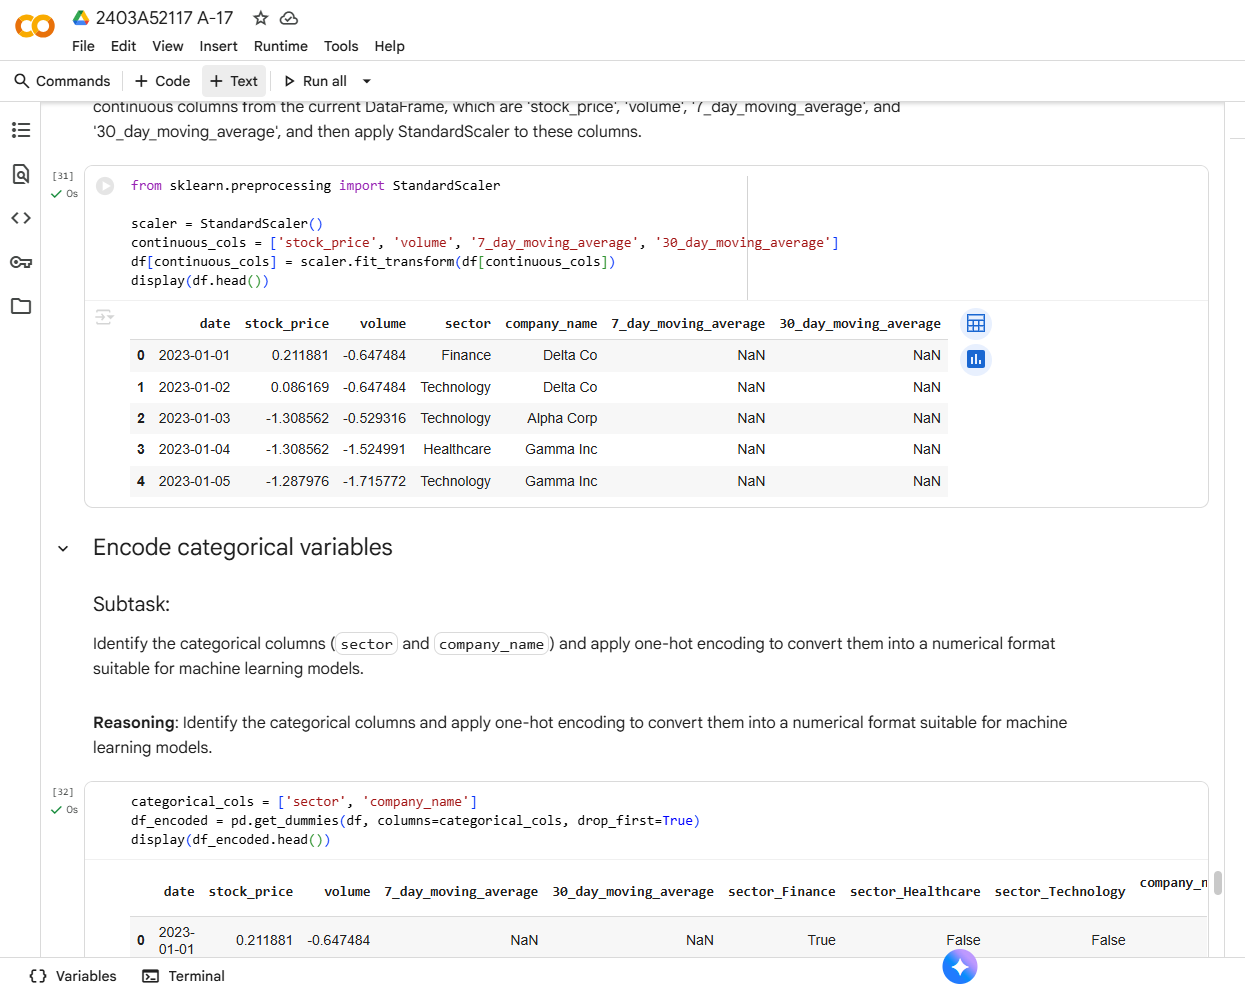 2403A52117 A-17
File Edit View Insert Runtime Tools Help
Commands + Code + Text Run all
continuous columns from the current DataFrame, which are 'stock_price', 'volume', '7_day_moving_average', and
'30_day_moving_average', and then apply StandardScaler to these columns.
[31]
0s
from sklearn.preprocessing import StandardScaler
scaler = StandardScaler()
continuous_cols = ['stock_price', 'volume', '7_day_moving_average', '30_day_moving_average']
df[continuous_cols] = scaler.fit_transform(df[continuous_cols])
display(df.head())
date stock_price volume sector company_name 7_day_moving_average 30_day_moving_average
0 2023-01-01 0.211881 -0.647484 Finance Delta Co NaN NaN
1 2023-01-02 0.086169 -0.647484 Technology Delta Co NaN NaN
2 2023-01-03 -1.308562 -0.529316 Technology Alpha Corp NaN NaN
3 2023-01-04 -1.308562 -1.524991 Healthcare Gamma Inc NaN NaN
4 2023-01-05 -1.287976 -1.715772 Technology Gamma Inc NaN NaN
Encode categorical variables
Subtask:
Identify the categorical columns ( sector and company_name ) and apply one-hot encoding to convert them into a numerical format
suitable for machine learning models.
Reasoning: Identify the categorical columns and apply one-hot encoding to convert them into a numerical format suitable for machine
learning models.
[32]
0s
categorical_cols = ['sector', 'company_name']
df_encoded = pd.get_dummies(df, columns=categorical_cols, drop_first=True)
display(df_encoded.head())
date stock_price volume 7_day_moving_average 30_day_moving_average sector_Finance sector_Healthcare sector_Technology company_n
0 2023-01-01 0.211881 -0.647484 NaN NaN True False False
Variables Terminal